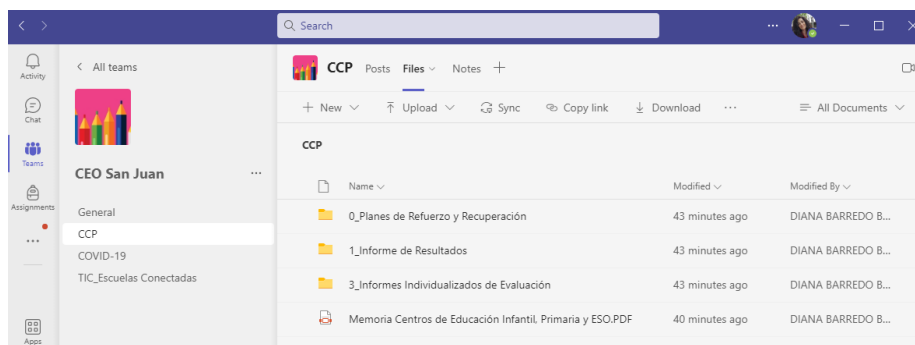 Search
Activity
Chat
Teams
Assignments
Apps
All teams
CEO San Juan
General
CCP
COVID-19
TIC_Escuelas Conectadas
CCP Posts Files Notes
New Upload Sync Copy link Download All Documents
CCP
Name Modified Modified By
0_Planes de Refuerzo y Recuperación 43 minutes ago DIANA BARREDO B...
1_Informe de Resultados 43 minutes ago DIANA BARREDO B...
3_Informes Individualizados de Evaluación 43 minutes ago DIANA BARREDO B...
Memoria Centros de Educación Infantil, Primaria y ESO.PDF 40 minutes ago DIANA BARREDO B...